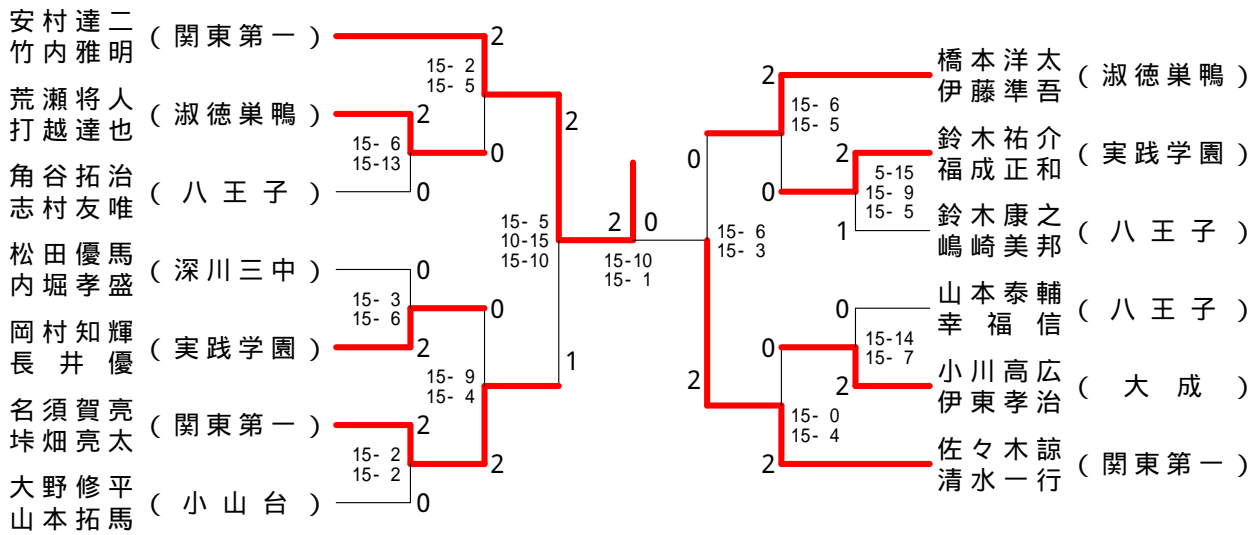 安村達二
竹内雅明
(関東第一)
2
15- 2
15- 5
荒瀬将人
打越達也
(淑徳巣鴨)
2
0
15- 6
15-13
角谷拓治
志村友唯
(八王子)
0
2
15- 5
10-15
15-10
松田優馬
内堀孝盛
(深川三中)
0
15- 3
15- 6
0
岡村知輝
長井優
(実践学園)
2
15- 9
15- 4
1
名須賀亮
垰畑亮太
(関東第一)
2
15- 2
15- 2
2
大野修平
山本拓馬
(小山台)
0
2
0
15-10
15- 1
橋本洋太
伊藤準吾
(淑徳巣鴨)
2
15- 6
15- 5
0
鈴木祐介
福成正和
(実践学園)
2
0
5-15
15- 9
15- 5
鈴木康之
嶋崎美邦
(八王子)
1
15- 6
15- 3
山本泰輔
幸福信
(八王子)
0
15-14
15- 7
0
小川高広
伊東孝治
(大成)
2
2
15- 0
15- 4
佐々木諒
清水一行
(関東第一)
2